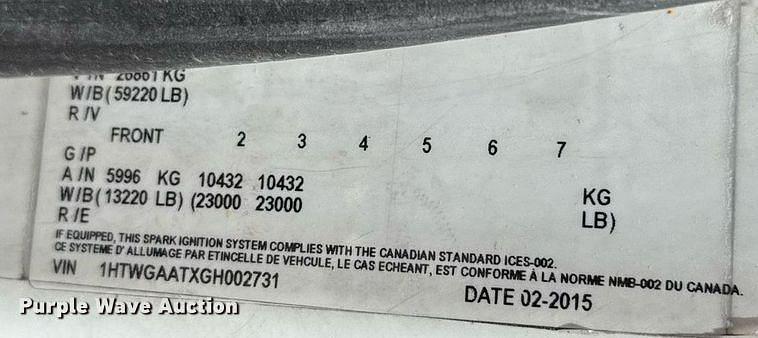 26861 KG
W/B (59220 LB)
R /V
FRONT 2 3 4 5 6 7
G /P
A /N 5996 KG 10432 10432 KG
W/B (13220 LB) (23000 23000 LB)
R /E
IF EQUIPPED, THIS SPARK IGNITION SYSTEM COMPLIES WITH THE CANADIAN STANDARD ICES-002.
CE SYSTEME D' ALLUMAGE PAR ETINCELLE DE VEHCULE, LE CAS ECHEANT, EST CONFORME À LA NORME NMB-002 DU CANADA.
VIN 1HTWGAATXGH002731
DATE 02-2015
Purple Wave Auction